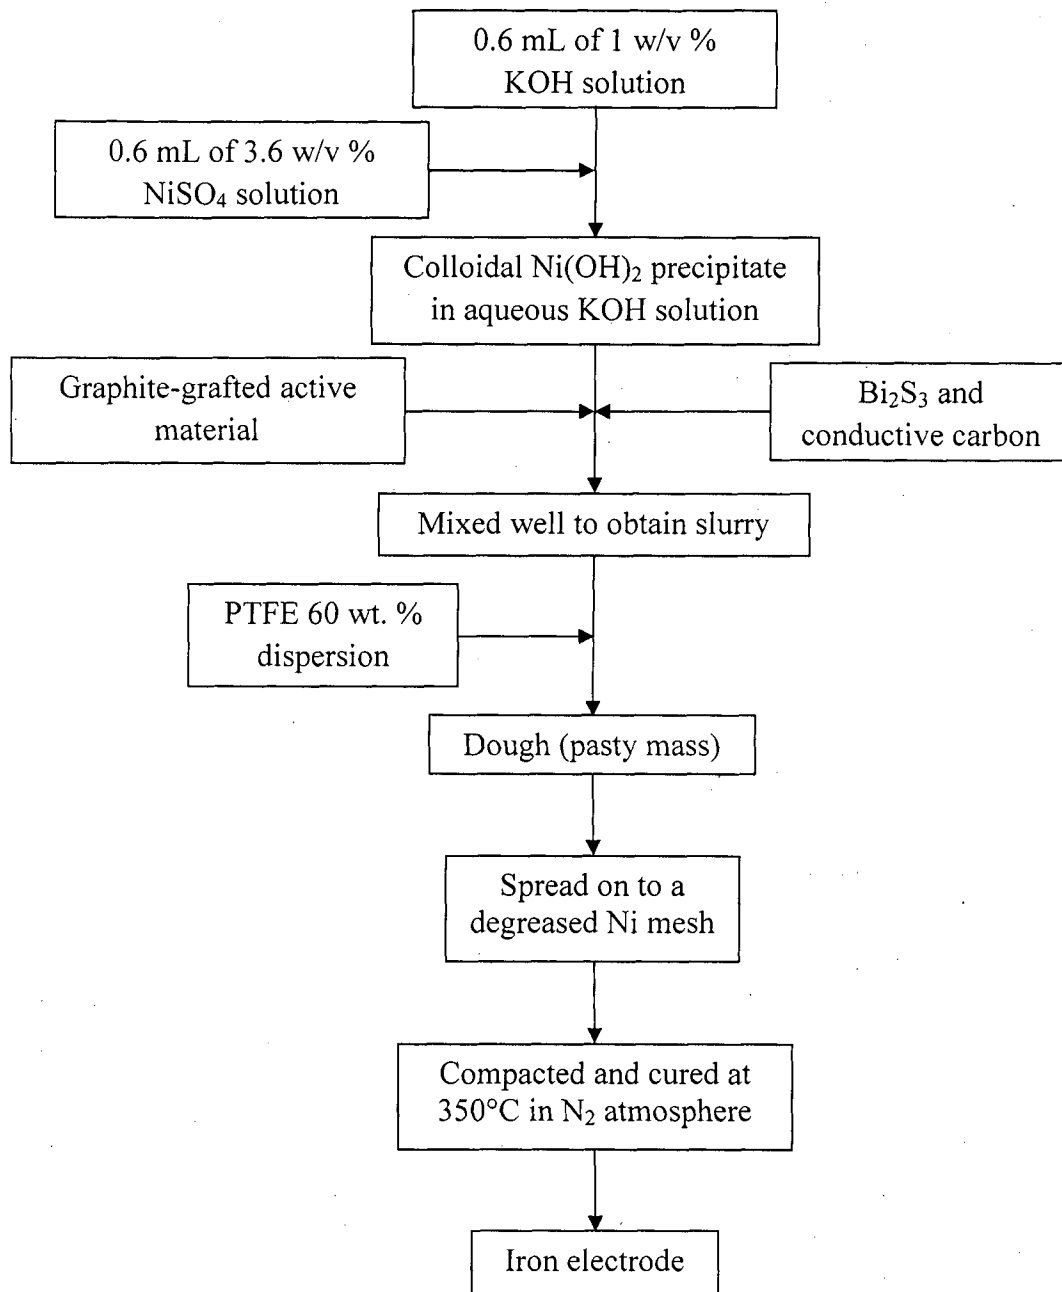 0.6 mL of 1 w/v %
KOH solution
0.6 mL of 3.6 w/v %
NiSO₄ solution
Colloidal Ni(OH)₂ precipitate
in aqueous KOH solution
Graphite-grafted active
material
Bi₂S₃ and
conductive carbon
Mixed well to obtain slurry
PTFE 60 wt. %
dispersion
Dough (pasty mass)
Spread on to a
degreased Ni mesh
Compacted and cured at
350°C in N₂ atmosphere
Iron electrode